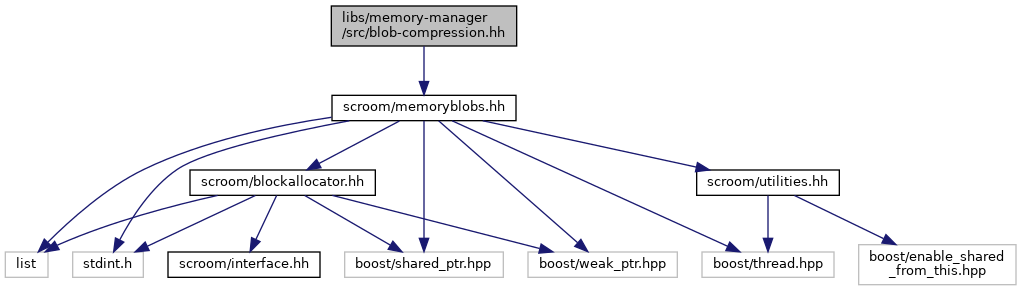 libs/memory-manager
/src/blob-compression.hh
scroom/memoryblobs.hh
scroom/blockallocator.hh
scroom/utilities.hh
list
stdint.h
scroom/interface.hh
boost/shared_ptr.hpp
boost/weak_ptr.hpp
boost/thread.hpp
boost/enable_shared
_from_this.hpp